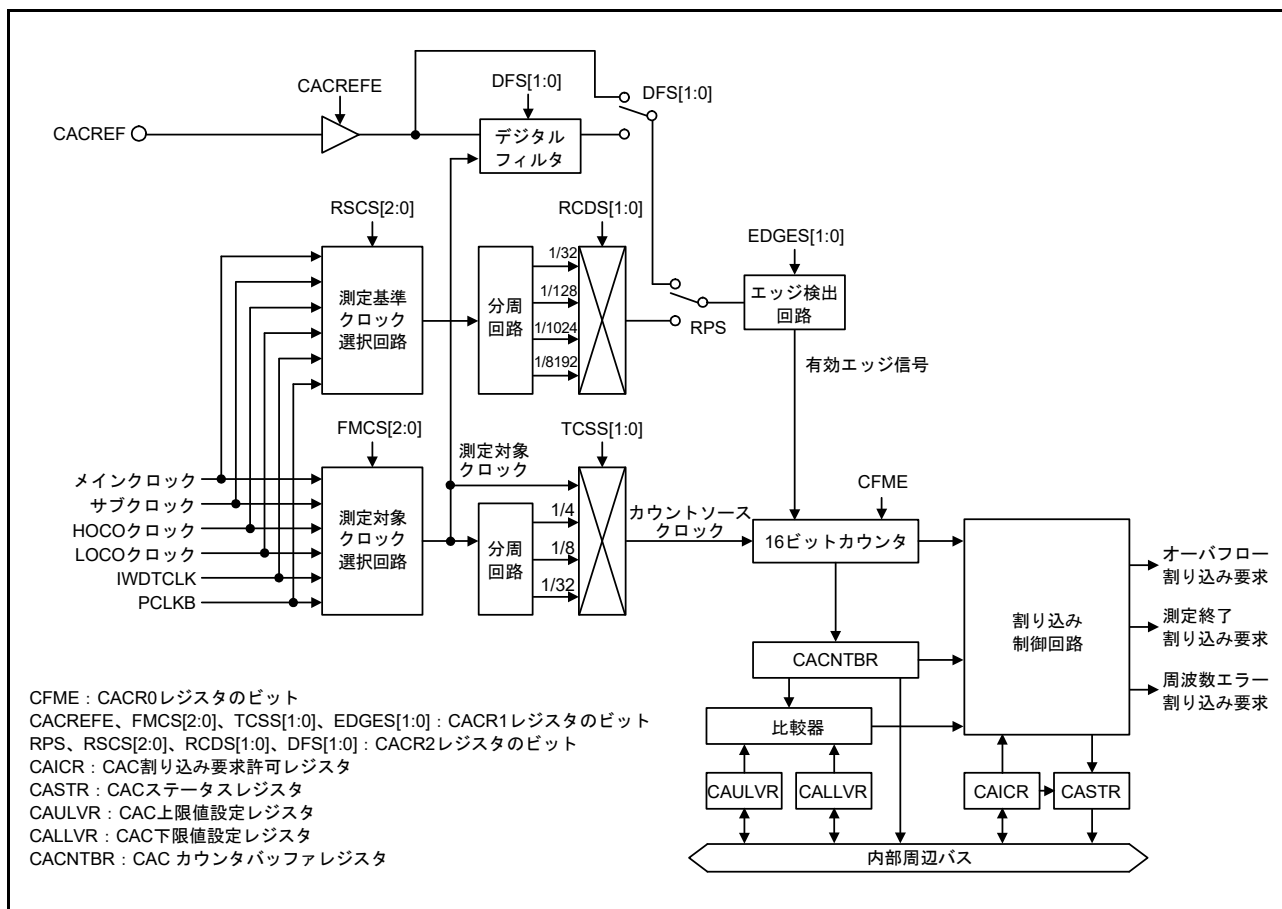 CACREFE
DFS[1:0]
DFS[1:0]
CACREF
デジタル
フィルタ
RSCS[2:0]
RCDS[1:0]
EDGES[1:0]
測定基準
クロック
選択回路
分周
回路
1/32
1/128
1/1024
1/8192
RPS
エッジ検出
回路
有効エッジ信号
FMCS[2:0]
測定対象
クロック
TCSS[1:0]
メインクロック
サブクロック
HOCOクロック
LOCOクロック
IWDTCLK
PCLKB
測定対象
クロック
選択回路
分周
回路
1/4
1/8
1/32
カウントソース
クロック
CFME
16ビットカウンタ
CACNTBR
比較器
CAULVR
CALLVR
割り込み
制御回路
CAICR
CASTR
オーバフロー
割り込み要求
測定終了
割り込み要求
周波数エラー
割り込み要求
内部周辺バス
CFME：CACR0レジスタのビット
CACREFE、FMCS[2:0]、TCSS[1:0]、EDGES[1:0]：CACR1レジスタのビット
RPS、RSCS[2:0]、RCDS[1:0]、DFS[1:0]：CACR2レジスタのビット
CAICR：CAC割り込み要求許可レジスタ
CASTR：CACステータスレジスタ
CAULVR：CAC上限値設定レジスタ
CALLVR：CAC下限値設定レジスタ
CACNTBR：CAC カウンタバッファレジスタ